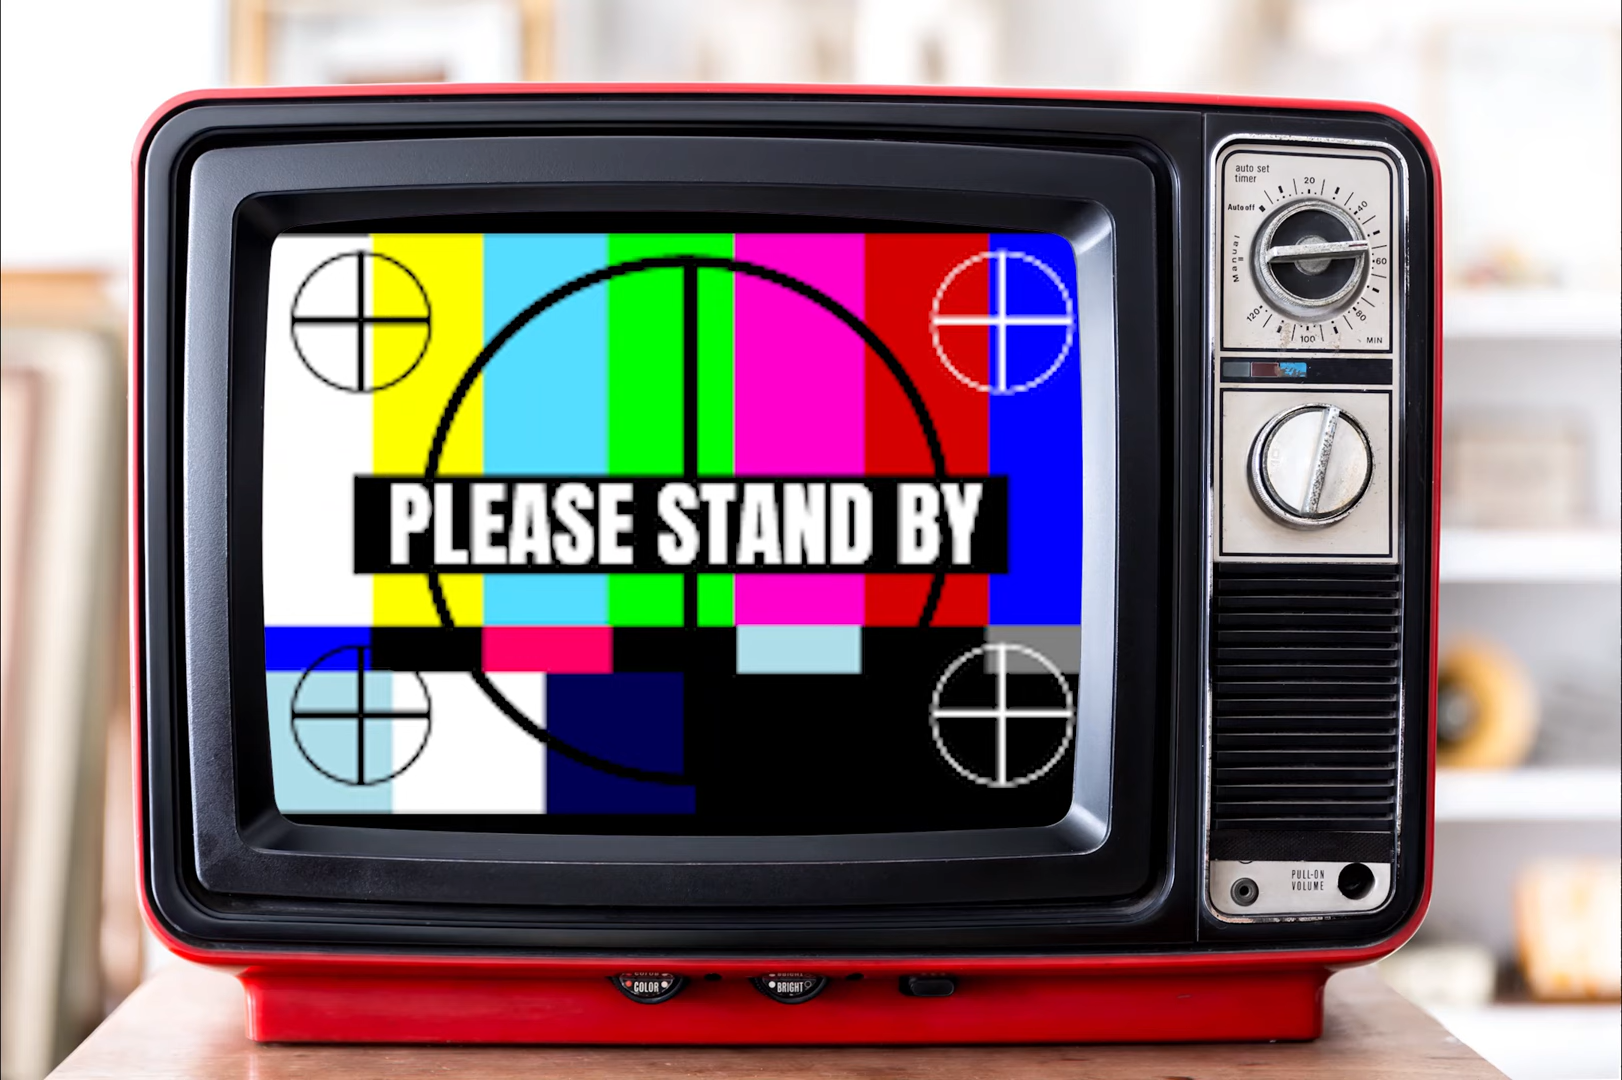 auto set
timer
20
Auto off
40
Manual
60
120
80
100
MIN
PLEASE STAND BY
PULL-ON
VOLUME
COLOR
BRIGHT